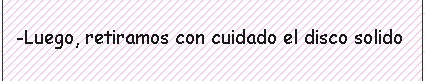 -Luego, retiramos con cuidado el disco solido